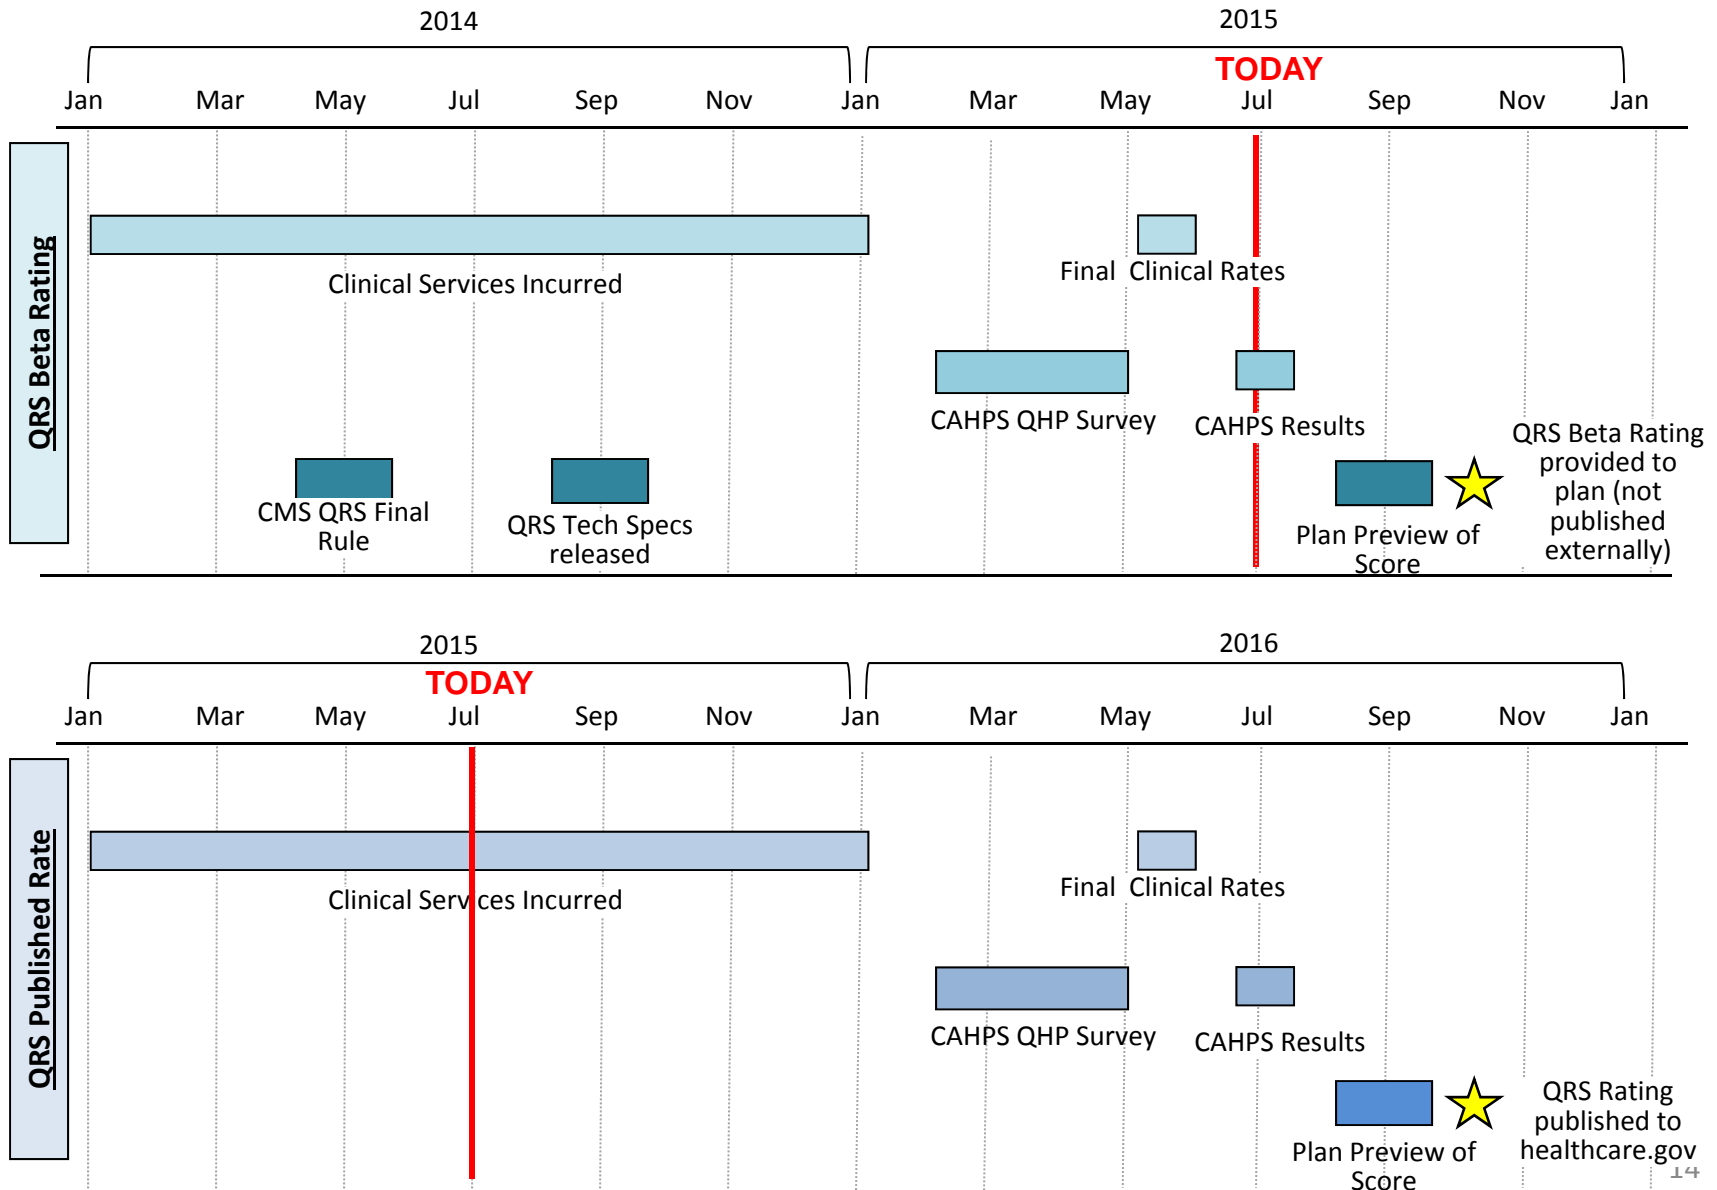 2014
2015
TODAY
Jan Mar May Jul Sep Nov Jan Mar May Jul Sep Nov Jan
QRS Beta Rating
Clinical Services Incurred
Final Clinical Rates
CAHPS QHP Survey
CAHPS Results
CMS QRS Final
Rule
QRS Tech Specs
released
Plan Preview of
Score
QRS Beta Rating
provided to
plan (not
published
externally)
2015
2016
TODAY
Jan Mar May Jul Sep Nov Jan Mar May Jul Sep Nov Jan
QRS Published Rate
Clinical Services Incurred
Final Clinical Rates
CAHPS QHP Survey
CAHPS Results
Plan Preview of
Score
QRS Rating
published to
healthcare.gov
14